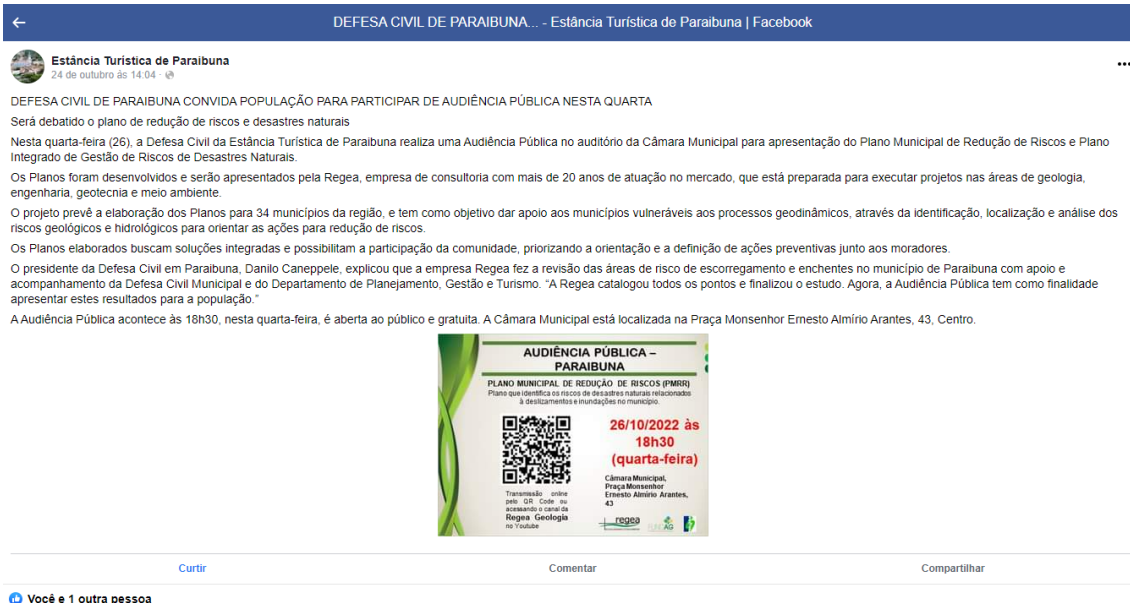 DEFESA CIVIL DE PARAIBUNA... - Estância Turística de Paraibuna | Facebook
Estância Turística de Paraibuna
24 de outubro às 14:04 ·
DEFESA CIVIL DE PARAIBUNA CONVIDA POPULAÇÃO PARA PARTICIPAR DE AUDIÊNCIA PÚBLICA NESTA QUARTA
Será debatido o plano de redução de riscos e desastres naturais
Nesta quarta-feira (26), a Defesa Civil da Estância Turística de Paraibuna realiza uma Audiência Pública no auditório da Câmara Municipal para apresentação do Plano Municipal de Redução de Riscos e Plano
Integrado de Gestão de Riscos de Desastres Naturais.
Os Planos foram desenvolvidos e serão apresentados pela Regea, empresa de consultoria com mais de 20 anos de atuação no mercado, que está preparada para executar projetos nas áreas de geologia,
engenharia, geotecnia e meio ambiente.
O projeto prevê a elaboração dos Planos para 34 municípios da região, e tem como objetivo dar apoio aos municípios vulneráveis aos processos geodinâmicos, através da identificação, localização e análise dos
riscos geológicos e hidrológicos para orientar as ações para redução de riscos.
Os Planos elaborados buscam soluções integradas e possibilitam a participação da comunidade, priorizando a orientação e a definição de ações preventivas junto aos moradores.
O presidente da Defesa Civil em Paraibuna, Danilo Caneppele, explicou que a empresa Regea fez a revisão das áreas de risco de escorregamento e enchentes no município de Paraibuna com apoio e
acompanhamento da Defesa Civil Municipal e do Departamento de Planejamento, Gestão e Turismo. “A Regea catalogou todos os pontos e finalizou o estudo. Agora, a Audiência Pública tem como finalidade
apresentar estes resultados para a população.”
A Audiência Pública acontece às 18h30, nesta quarta-feira, é aberta ao público e gratuita. A Câmara Municipal está localizada na Praça Monsenhor Ernesto Almírio Arantes, 43, Centro.
AUDIÊNCIA PÚBLICA –
PARAIBUNA
PLANO MUNICIPAL DE REDUÇÃO DE RISCOS (PMRR)
Plano que identifica os riscos de desastres naturais relacionados
à deslizamentos e inundações no município.
26/10/2022 às
18h30
(quarta-feira)
Câmara Municipal,
Praça Monsenhor
Ernesto Almírio Arantes,
43
Transmissão online
pelo QR Code ou
acessando o canal da
Regea Geologia
no Youtube
regea
Curtir
Comentar
Compartilhar
Você e 1 outra pessoa